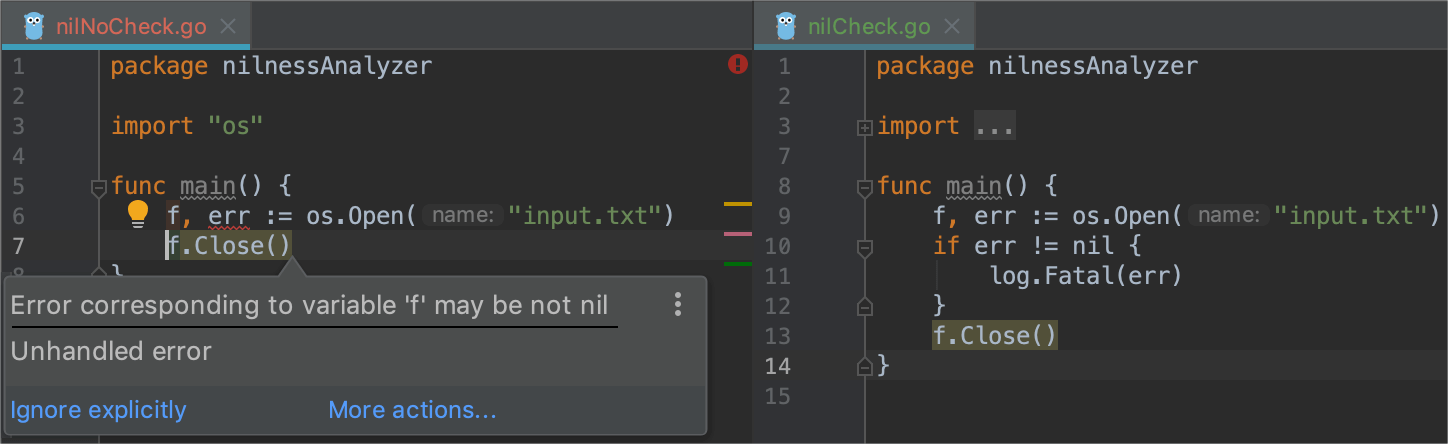 nilNoCheck.go
1 package nilnessAnalyzer
2
3 import "os"
4
5 func main() {
6 f, err := os.Open( name: "input.txt")
7 f.Close()
8 }
Error corresponding to variable 'f' may be not nil
Unhandled error
Ignore explicitly More actions...
nilCheck.go
1 package nilnessAnalyzer
2
3 import ...
7
8 func main() {
9 f, err := os.Open( name: "input.txt")
10 if err != nil {
11 log.Fatal(err)
12 }
13 f.Close()
14 }
15